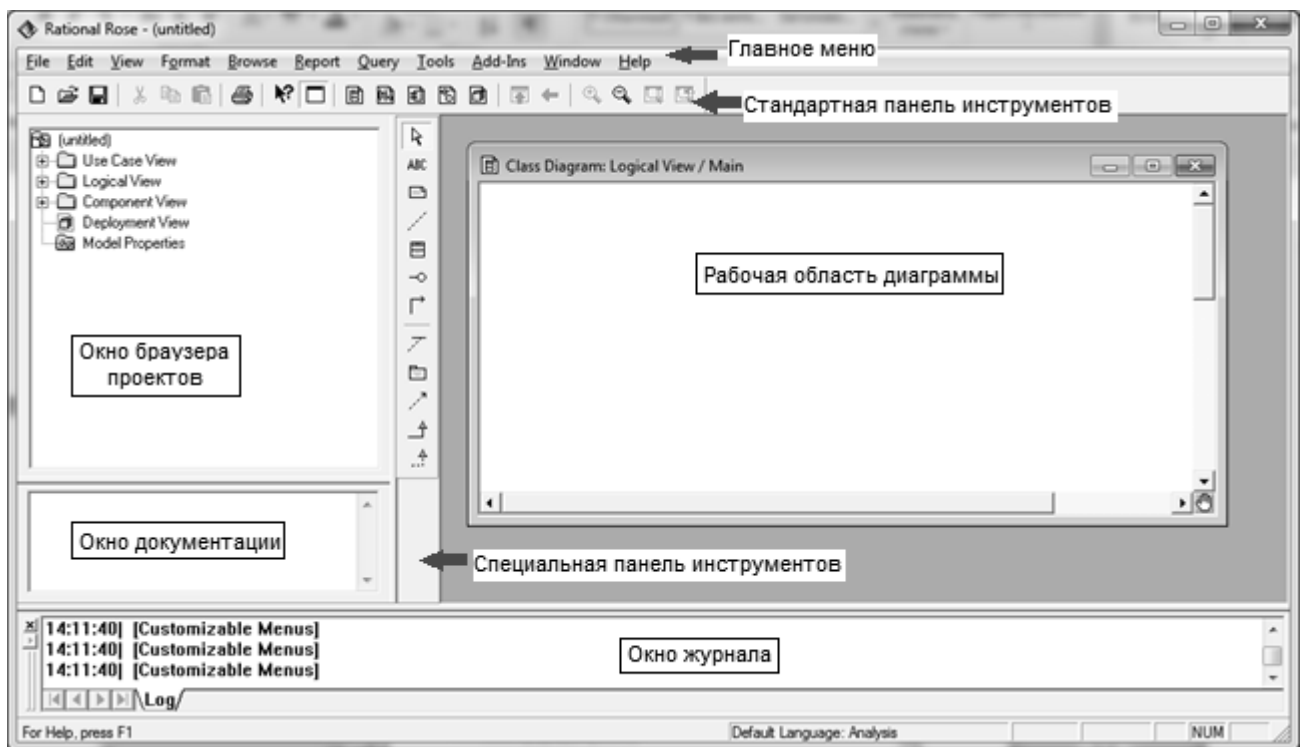 Rational Rose - (untitled)
Главное меню
File Edit View Format Browse Report Query Tools Add-Ins Window Help
Стандартная панель инструментов
(untitled)
Use Case View
Logical View
Component View
Deployment View
Model Properties
ABC
Class Diagram: Logical View / Main
Рабочая область диаграммы
Окно браузера
проектов
Окно документации
Специальная панель инструментов
14:11:40| [Customizable Menus]
14:11:40| [Customizable Menus]
14:11:40| [Customizable Menus]
Окно журнала
Log
For Help, press F1
Default Language: Analysis
NUM